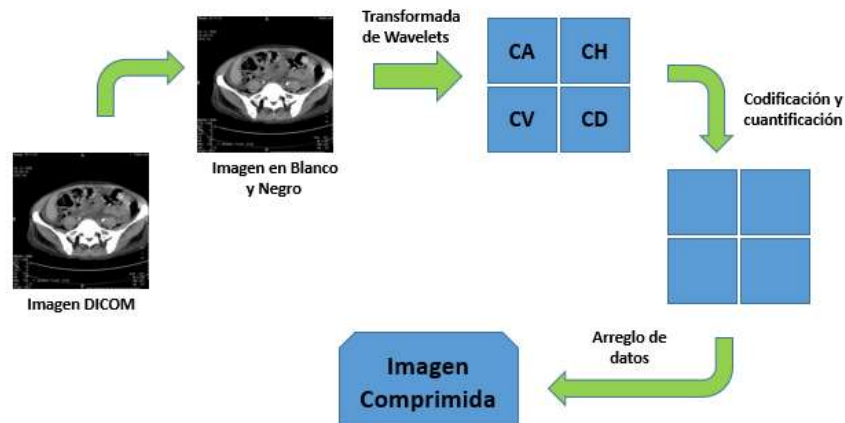 Transformada
de Wavelets
CA
CH
CV
CD
Codificación y
cuantificación
Imagen en Blanco
y Negro
Imagen DICOM
Arreglo de
datos
Imagen
Comprimida